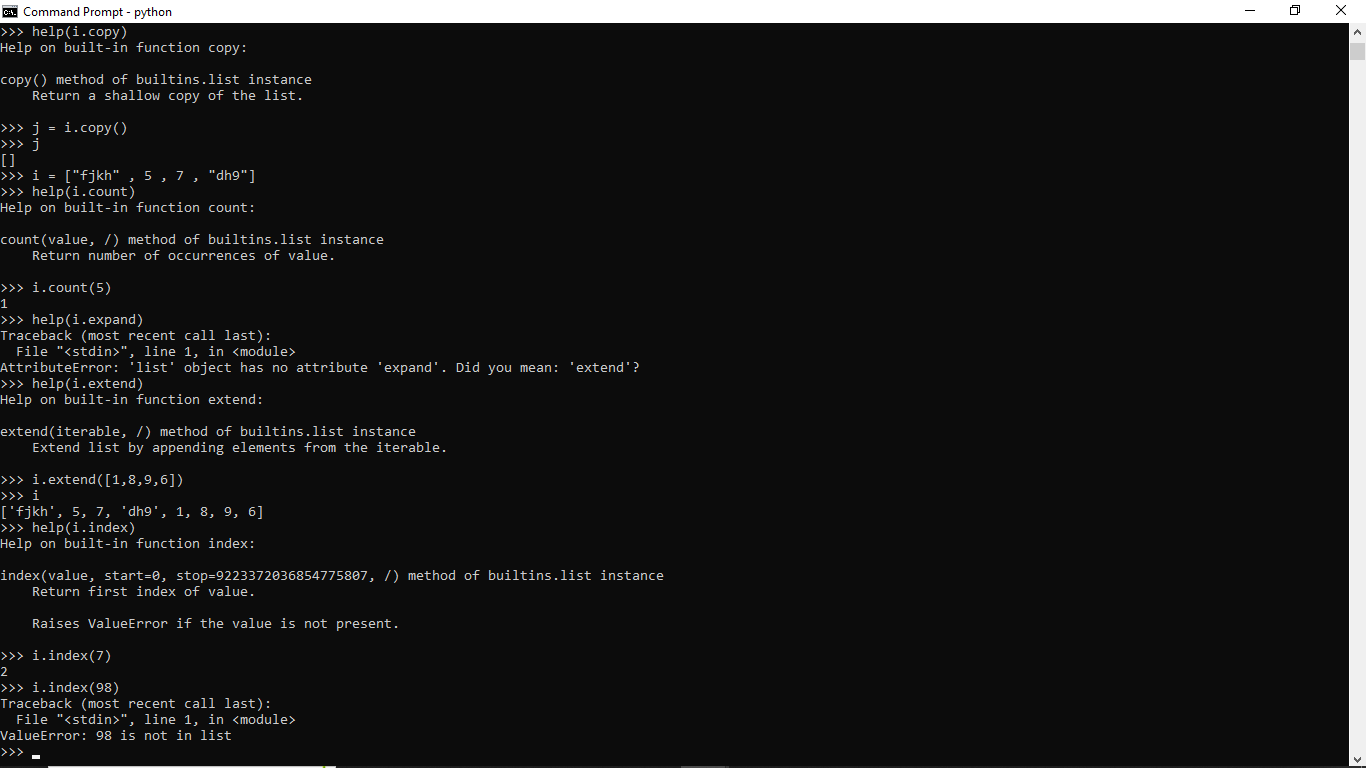 Command Prompt - python
>>> help(i.copy)
Help on built-in function copy:
copy() method of builtins.list instance
    Return a shallow copy of the list.
>>> j = i.copy()
>>> j
[]
>>> i = ["fjkh" , 5 , 7 , "dh9"]
>>> help(i.count)
Help on built-in function count:
count(value, /) method of builtins.list instance
    Return number of occurrences of value.
>>> i.count(5)
1
>>> help(i.expand)
Traceback (most recent call last):
  File "<stdin>", line 1, in <module>
AttributeError: 'list' object has no attribute 'expand'. Did you mean: 'extend'?
>>> help(i.extend)
Help on built-in function extend:
extend(iterable, /) method of builtins.list instance
    Extend list by appending elements from the iterable.
>>> i.extend([1,8,9,6])
>>> i
['fjkh', 5, 7, 'dh9', 1, 8, 9, 6]
>>> help(i.index)
Help on built-in function index:
index(value, start=0, stop=9223372036854775807, /) method of builtins.list instance
    Return first index of value.
    Raises ValueError if the value is not present.
>>> i.index(7)
2
>>> i.index(98)
Traceback (most recent call last):
  File "<stdin>", line 1, in <module>
ValueError: 98 is not in list
>>>